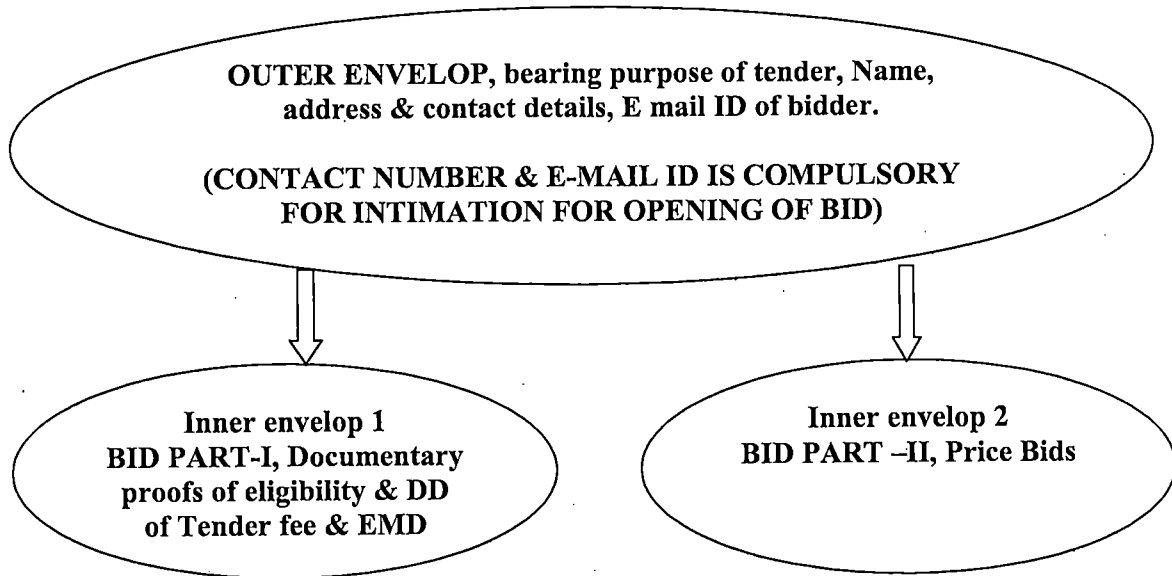 OUTER ENVELOP, bearing purpose of tender, Name,
address & contact details, E mail ID of bidder.
(CONTACT NUMBER & E-MAIL ID IS COMPULSORY
FOR INTIMATION FOR OPENING OF BID)
Inner envelop 1
BID PART-I, Documentary
proofs of eligibility & DD
of Tender fee & EMD
Inner envelop 2
BID PART –II, Price Bids